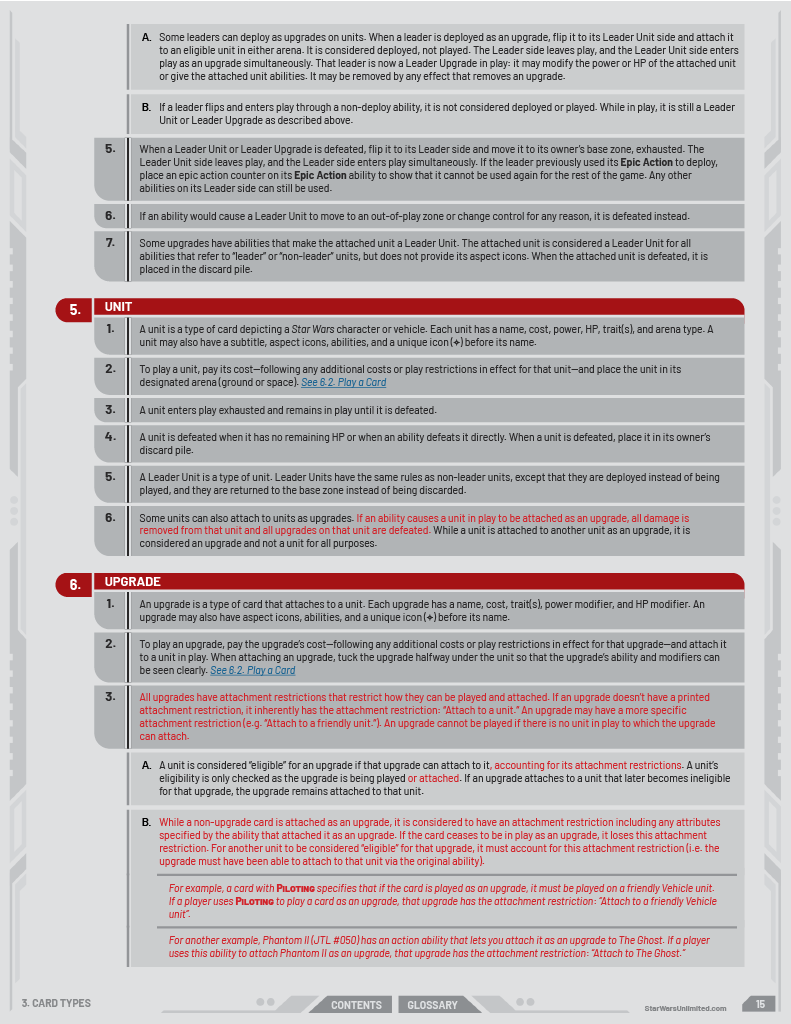 A. Some leaders can deploy as upgrades on units. When a leader is deployed as an upgrade, flip it to its Leader Unit side and attach it
to an eligible unit in either arena. It is considered deployed, not played. The Leader side leaves play, and the Leader Unit side enters
play as an upgrade simultaneously. That leader is now a Leader Upgrade in play: it may modify the power or HP of the attached unit
or give the attached unit abilities. It may be removed by any effect that removes an upgrade.
B. If a leader flips and enters play through a non-deploy ability, it is not considered deployed or played. While in play, it is still a Leader
Unit or Leader Upgrade as described above.
5. When a Leader Unit or Leader Upgrade is defeated, flip it to its Leader side and move it to its owner’s base zone, exhausted. The
Leader Unit side leaves play, and the Leader side enters play simultaneously. If the leader previously used its Epic Action to deploy,
place an epic action counter on its Epic Action ability to show that it cannot be used again for the rest of the game. Any other
abilities on its Leader side can still be used.
6. If an ability would cause a Leader Unit to move to an out-of-play zone or change control for any reason, it is defeated instead.
7. Some upgrades have abilities that make the attached unit a Leader Unit. The attached unit is considered a Leader Unit for all
abilities that refer to “leader” or “non-leader” units, but does not provide its aspect icons. When the attached unit is defeated, it is
placed in the discard pile.
5. UNIT
1. A unit is a type of card depicting a Star Wars character or vehicle. Each unit has a name, cost, power, HP, trait(s), and arena type. A
unit may also have a subtitle, aspect icons, abilities, and a unique icon (✦) before its name.
2. To play a unit, pay its cost—following any additional costs or play restrictions in effect for that unit—and place the unit in its
designated arena (ground or space). See 6.2. Play a Card
3. A unit enters play exhausted and remains in play until it is defeated.
4. A unit is defeated when it has no remaining HP or when an ability defeats it directly. When a unit is defeated, place it in its owner’s
discard pile.
5. A Leader Unit is a type of unit. Leader Units have the same rules as non-leader units, except that they are deployed instead of being
played, and they are returned to the base zone instead of being discarded.
6. Some units can also attach to units as upgrades. If an ability causes a unit in play to be attached as an upgrade, all damage is
removed from that unit and all upgrades on that unit are defeated. While a unit is attached to another unit as an upgrade, it is
considered an upgrade and not a unit for all purposes.
6. UPGRADE
1. An upgrade is a type of card that attaches to a unit. Each upgrade has a name, cost, trait(s), power modifier, and HP modifier. An
upgrade may also have aspect icons, abilities, and a unique icon (✦) before its name.
2. To play an upgrade, pay the upgrade’s cost—following any additional costs or play restrictions in effect for that upgrade—and attach it
to a unit in play. When attaching an upgrade, tuck the upgrade halfway under the unit so that the upgrade’s ability and modifiers can
be seen clearly. See 6.2. Play a Card
3. All upgrades have attachment restrictions that restrict how they can be played and attached. If an upgrade doesn’t have a printed
attachment restriction, it inherently has the attachment restriction: “Attach to a unit.” An upgrade may have a more specific
attachment restriction (e.g. “Attach to a friendly unit.”). An upgrade cannot be played if there is no unit in play to which the upgrade
can attach.
A. A unit is considered “eligible” for an upgrade if that upgrade can attach to it, accounting for its attachment restrictions. A unit’s
eligibility is only checked as the upgrade is being played or attached. If an upgrade attaches to a unit that later becomes ineligible
for that upgrade, the upgrade remains attached to that unit.
B. While a non-upgrade card is attached as an upgrade, it is considered to have an attachment restriction including any attributes
specified by the ability that attached it as an upgrade. If the card ceases to be in play as an upgrade, it loses this attachment
restriction. For another unit to be considered “eligible” for that upgrade, it must account for this attachment restriction (i.e. the
upgrade must have been able to attach to that unit via the original ability).
For example, a card with PILOTING specifies that if the card is played as an upgrade, it must be played on a friendly Vehicle unit.
If a player uses PILOTING to play a card as an upgrade, that upgrade has the attachment restriction: “Attach to a friendly Vehicle
unit”.
For another example, Phantom II (JTL #050) has an action ability that lets you attach it as an upgrade to The Ghost. If a player
uses this ability to attach Phantom II as an upgrade, that upgrade has the attachment restriction: “Attach to The Ghost.”
3. CARD TYPES
CONTENTS
GLOSSARY
StarWarsUnlimited.com
15